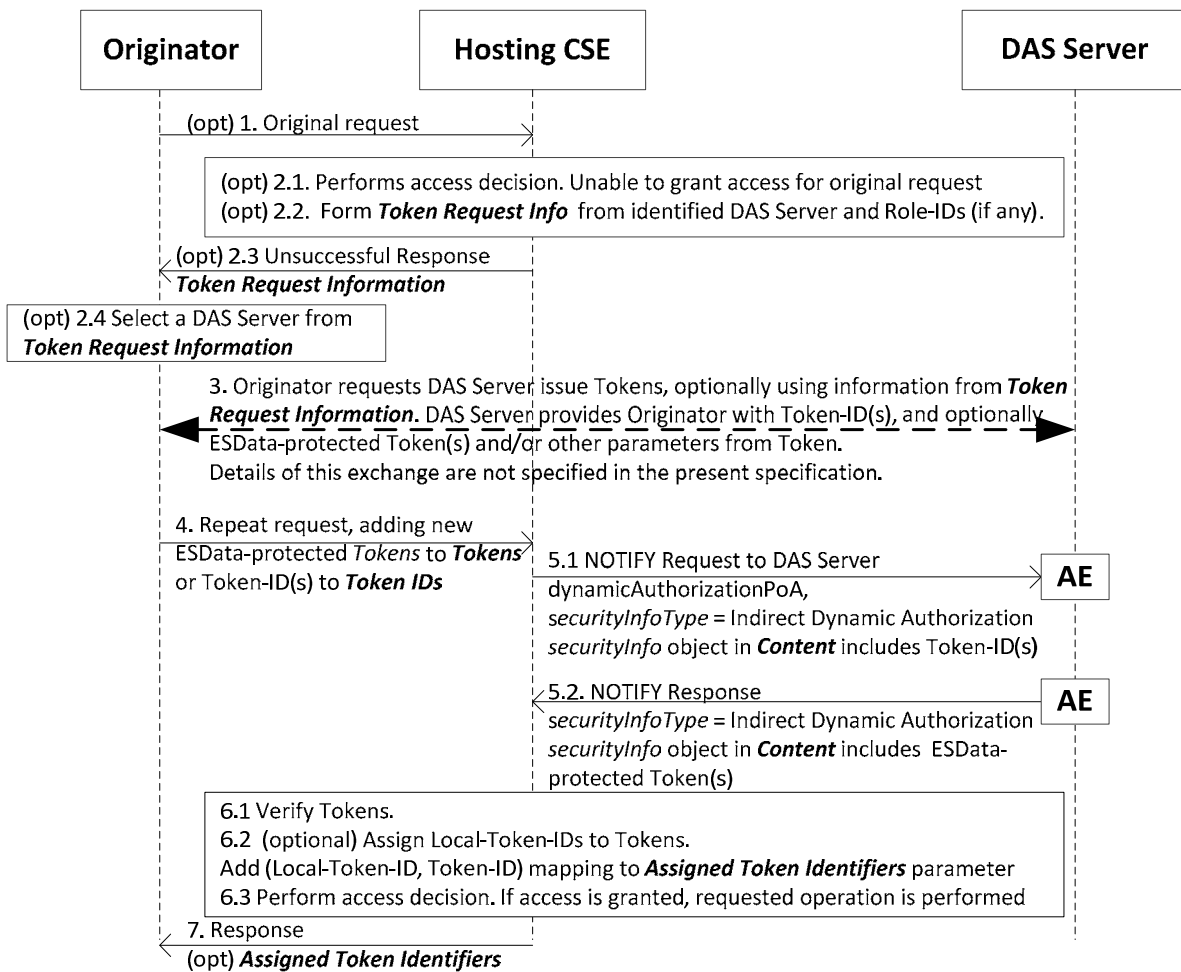 Originator
Hosting CSE
DAS Server
(opt) 1. Original request
(opt) 2.1. Performs access decision. Unable to grant access for original request
(opt) 2.2. Form Token Request Info from identified DAS Server and Role-IDs (if any).
(opt) 2.3 Unsuccessful Response
Token Request Information
(opt) 2.4 Select a DAS Server from
Token Request Information
3. Originator requests DAS Server issue Tokens, optionally using information from Token
Request Information. DAS Server provides Originator with Token-ID(s), and optionally
ESData-protected Token(s) and/or other parameters from Token.
Details of this exchange are not specified in the present specification.
4. Repeat request, adding new
ESData-protected Tokens to Tokens
or Token-ID(s) to Token IDs
5.1 NOTIFY Request to DAS Server
dynamicAuthorizationPoA,
securityInfoType = Indirect Dynamic Authorization
securityInfo object in Content includes Token-ID(s)
AE
5.2. NOTIFY Response
securityInfoType = Indirect Dynamic Authorization
securityInfo object in Content includes ESData-
protected Token(s)
AE
6.1 Verify Tokens.
6.2 (optional) Assign Local-Token-IDs to Tokens.
Add (Local-Token-ID, Token-ID) mapping to Assigned Token Identifiers parameter
6.3 Perform access decision. If access is granted, requested operation is performed
7. Response
(opt) Assigned Token Identifiers